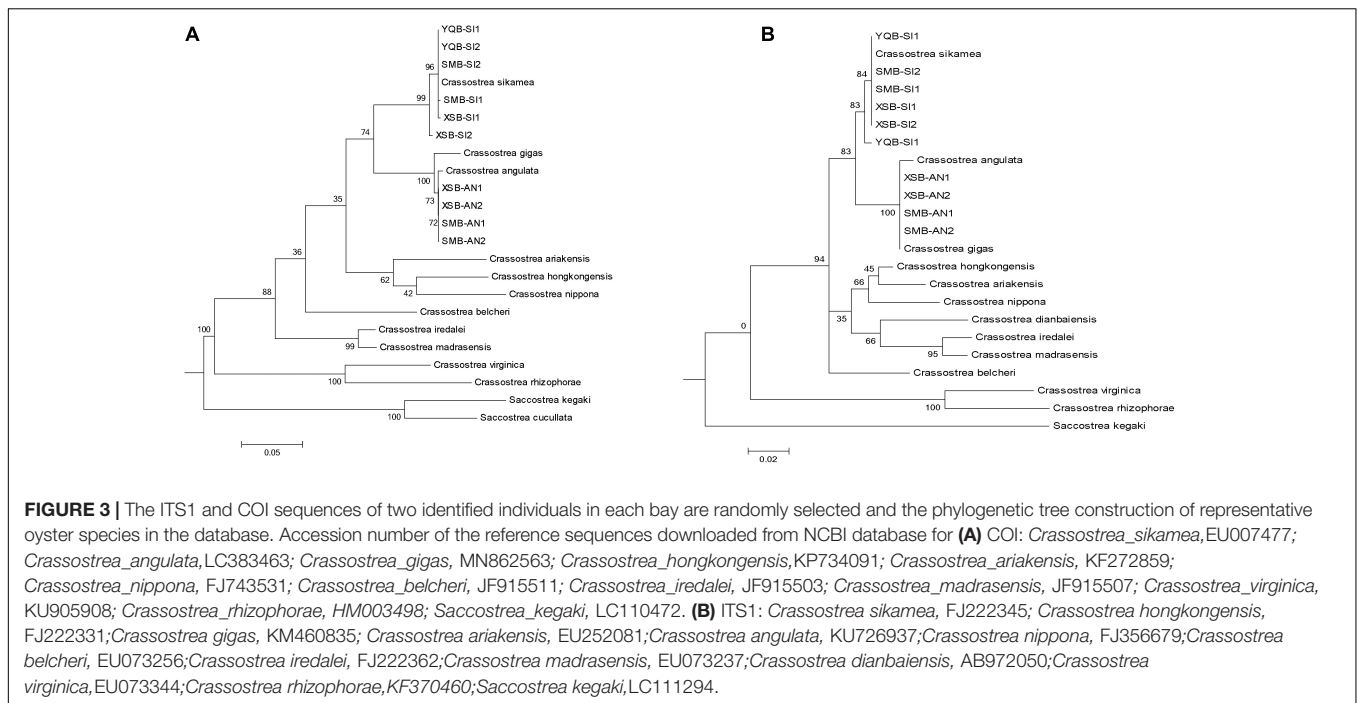 A
YQB-SI1
YQB-SI2
96
SMB-SI2
Crassostrea sikamea
99
SMB-SI1
XSB-SI1
74
XSB-SI2
Crassostrea gigas
Crassostrea angulata
100
XSB-AN1
73
XSB-AN2
35
72
SMB-AN1
SMB-AN2
36
Crassostrea ariakensis
62
Crassostrea hongkongensis
42
Crassostrea nippona
88
Crassostrea belcheri
100
Crassostrea iredalei
99
Crassostrea madrasensis
Crassostrea virginica
100
Crassostrea rhizophorae
Saccostrea kegaki
100
Saccostrea cucullata
0.05
B
YQB-SI1
Crassostrea sikamea
84
SMB-SI2
SMB-SI1
83
XSB-SI1
XSB-SI2
YQB-SI1
83
Crassostrea angulata
XSB-AN1
XSB-AN2
100
SMB-AN1
SMB-AN2
Crassostrea gigas
94
45
Crassostrea hongkongensis
66
Crassostrea ariakensis
Crassostrea nippona
35
Crassostrea dianbaiensis
66
Crassostrea iredalei
95
Crassostrea madrasensis
0
Crassostrea belcheri
Crassostrea virginica
100
Crassostrea rhizophorae
Saccostrea kegaki
0.02
FIGURE 3 | The ITS1 and COI sequences of two identified individuals in each bay are randomly selected and the phylogenetic tree construction of representative
oyster species in the database. Accession number of the reference sequences downloaded from NCBI database for (A) COI: Crassostrea_sikamea,EU007477;
Crassostrea_angulata,LC383463; Crassostrea_gigas, MN862563; Crassostrea_hongkongensis,KP734091; Crassostrea_ariakensis, KF272859;
Crassostrea_nippona, FJ743531; Crassostrea_belcheri, JF915511; Crassostrea_iredalei, JF915503; Crassostrea_madrasensis, JF915507; Crassostrea_virginica,
KU905908; Crassostrea_rhizophorae, HM003498; Saccostrea_kegaki, LC110472. (B) ITS1: Crassostrea sikamea, FJ222345; Crassostrea hongkongensis,
FJ222331;Crassostrea gigas, KM460835; Crassostrea ariakensis, EU252081;Crassostrea angulata, KU726937;Crassostrea nippona, FJ356679;Crassostrea
belcheri, EU073256;Crassostrea iredalei, FJ222362;Crassostrea madrasensis, EU073237;Crassostrea dianbaiensis, AB972050;Crassostrea
virginica,EU073344;Crassostrea rhizophorae,KF370460;Saccostrea kegaki,LC111294.